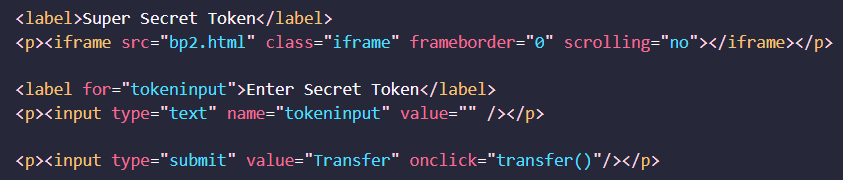 <label>Super Secret Token</label>
<p><iframe src="bp2.html" class="iframe" frameborder="0" scrolling="no"></iframe></p>
<label for="tokeninput">Enter Secret Token</label>
<p><input type="text" name="tokeninput" value="" /></p>
<p><input type="submit" value="Transfer" onclick="transfer()"/></p>